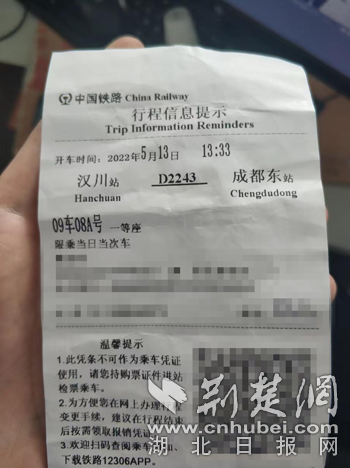 中国铁路 China Railway
行程信息提示
Trip Information Reminders
开车时间:2022年5月13日 13:33
汉川站 D2243 成都东站
Hanchuan Chengdudong
09车08A号 一等座
限乘当日当次车
温馨提示
1.此凭条不可作为乘车凭证
使用,请您持购票证件进站
检票乘车。
2.为方便您在网上办理
变更手续,建议在行程结束
后按需领取报销凭证
3.欢迎扫码查阅乘车
下载铁路12306APP。
荆楚网
www.cnhubei.com
湖北日报网